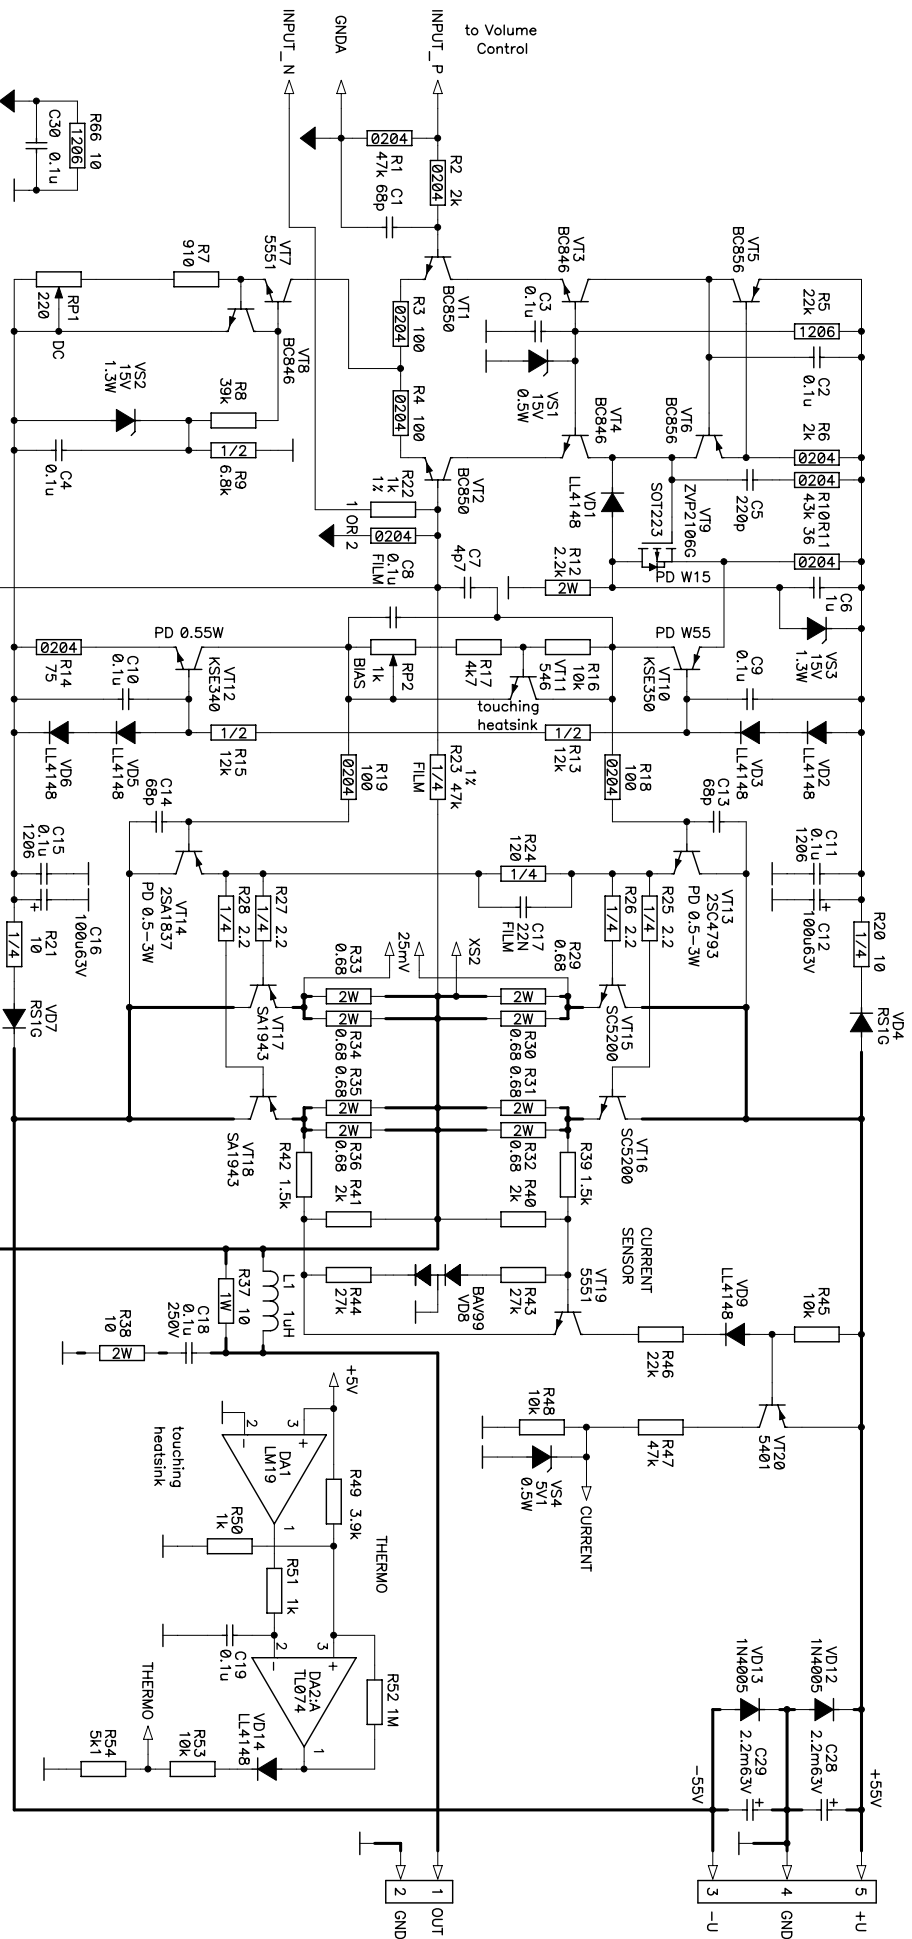 to Volume
Control
INPUT_P
GNDA
INPUT_N
R66 10
1206
C30 0.1u
0204
R1
47k
C1
68p
R2 2k
0204
VT1
BC850
R3 100
0204
R4 100
0204
VT2
BC850
VT3
BC846
C3
0.1u
VS1
15V
0.5W
VT4
BC846
VT5
BC856
R5
22k
1206
C2
0.1u
VT6
BC856
R6
2k
0204
0204
R10
43k
R11
36
0204
C5
220p
VT9
ZVP2106G
SOT223
PD W15
VD1
LL4148
R12
2.2k
2W
C6
1u
VS3
15V
1.3W
VT7
5551
R7
910
RP1
220
DC
VT8
BC846
VS2
15V
1.3W
R8
39k
1/2
R9
6.8k
C4
0.1u
R22
1k
1%
1 OR 2
0204
C8
0.1u
FILM
C7
4p7
PD 0.55W
VT12
KSE340
0204
R14
75
C10
0.1u
RP2
1k
BIAS
R17
4k7
VT11
546
R16
10k
touching
heatsink
PD W55
VT10
KSE350
C9
0.1u
VD6
LL4148
VD5
LL4148
1/2
R15
12k
1/2
R13
12k
VD3
LL4148
VD2
LL4148
R19
100
0204
1%
R23 47k
1/4
FILM
R18
100
0204
C14
68p
VT14
2SA1837
PD 0.5-3W
C13
68p
VT13
2SC4793
PD 0.5-3W
R24
120
1/4
C17
22N
FILM
C15
0.1u
1206
C16
100u63V
C11
0.1u
1206
C12
100u63V
R21
10
1/4
R20 10
1/4
VD7
RS1G
VD4
RS1G
R28 2.2
1/4
R27 2.2
1/4
R26 2.2
1/4
R25 2.2
1/4
R33
0.68
2W
25mV
XS2
R29
0.68
2W
VT17
SA1943
VT15
SC5200
2W
R34
0.68
2W
R30
0.68
R35
0.68
2W
R31
0.68
2W
VT18
SA1943
VT16
SC5200
2W
R36
0.68
2W
R32
0.68
R42 1.5k
R41
2k
R40
2k
R39 1.5k
R44
27k
BAV99
VD8
R43
27k
VT19
5551
CURRENT
SENSOR
R46
22k
VD9
LL4148
R45
10k
VT20
5401
R47
47k
R48
10k
VS4
5V1
0.5W
CURRENT
L1 1uH
R37 10
1W
C18
0.1u
250V
R38
10
2W
+5V
DA1
LM19
3
2
1
+
-
touching
heatsink
R49 3.9k
R50
1k
R51 1k
THERMO
C19
0.1u
DA2:A
TL074
3
2
1
+
-
R52 1M
VD14
LL4148
R53
10k
THERMO
R54
5k1
VD13
1N4005
VD12
1N4005
C29
2.2m63V
+
C28
2.2m63V
+
-55V
+55V
1 OUT
2 GND
5 +U
4 GND
3 -U